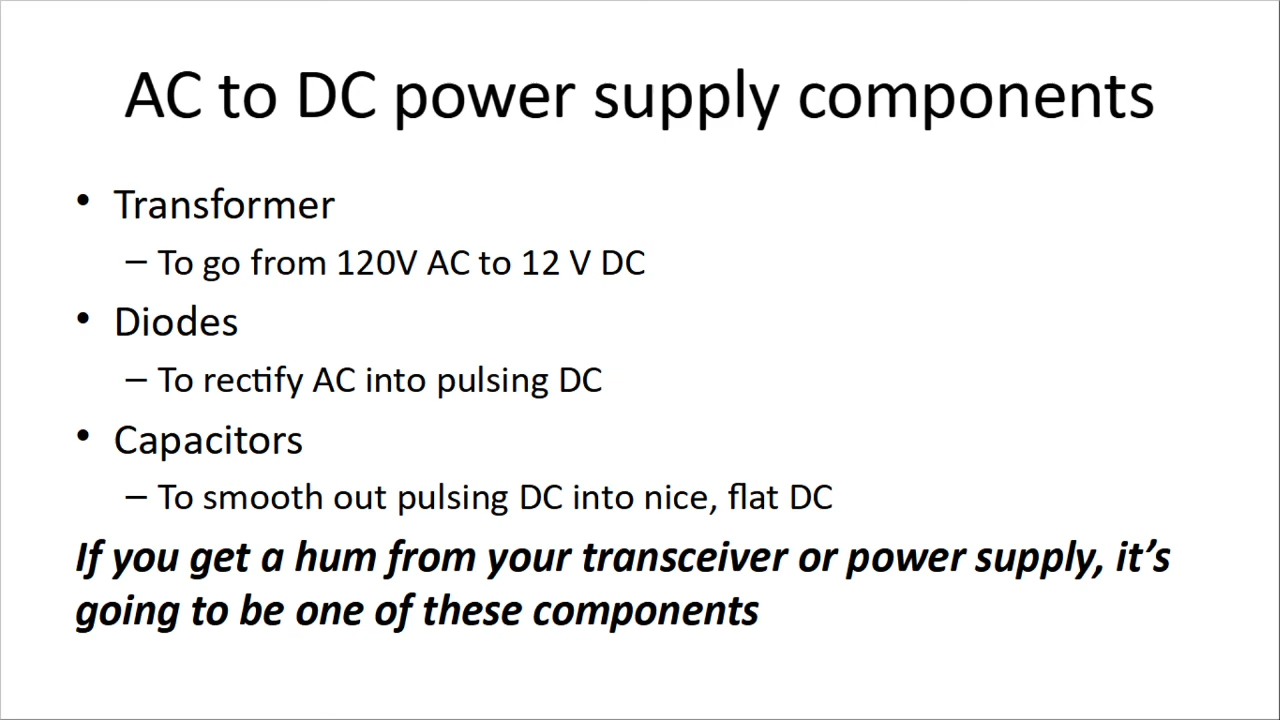 AC to DC power supply components
• Transformer
– To go from 120V AC to 12 V DC
• Diodes
– To rectify AC into pulsing DC
• Capacitors
– To smooth out pulsing DC into nice, flat DC
If you get a hum from your transceiver or power supply, it’s
going to be one of these components